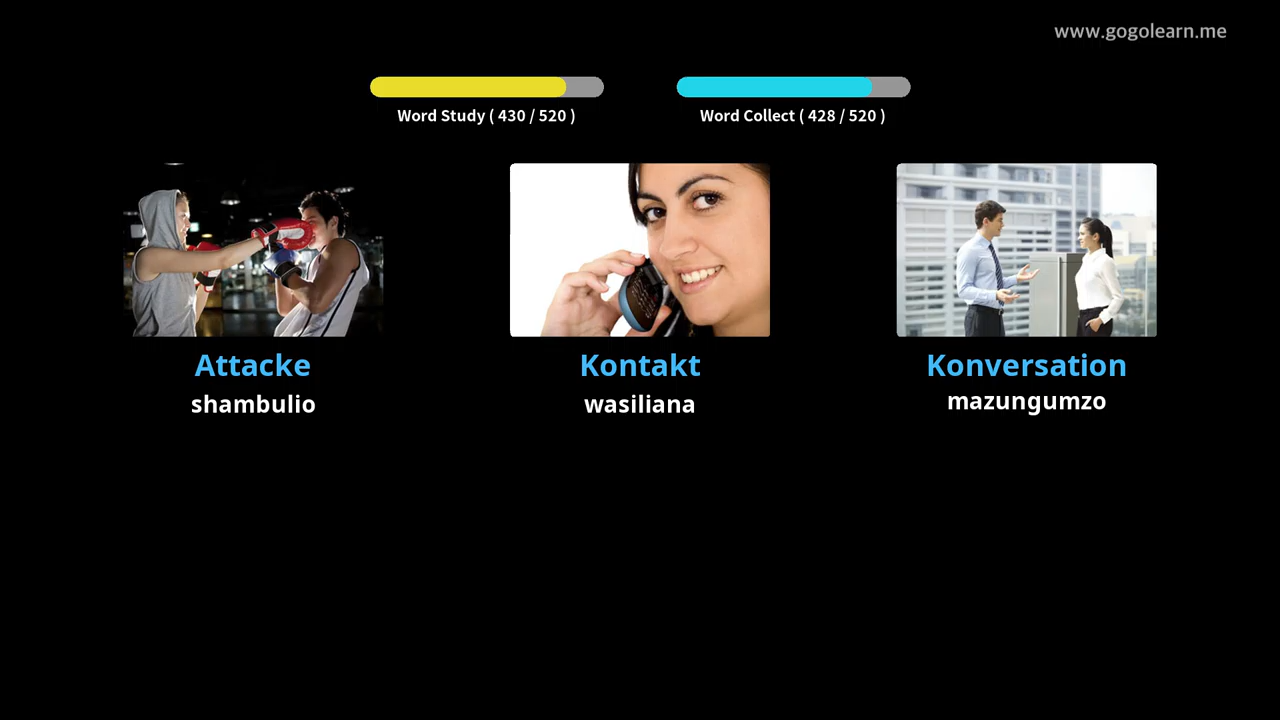 www.gogolearn.me
Word Study ( 430 / 520 )
Word Collect ( 428 / 520 )
Attacke
Kontakt
Konversation
shambulio
wasiliana
mazungumzo